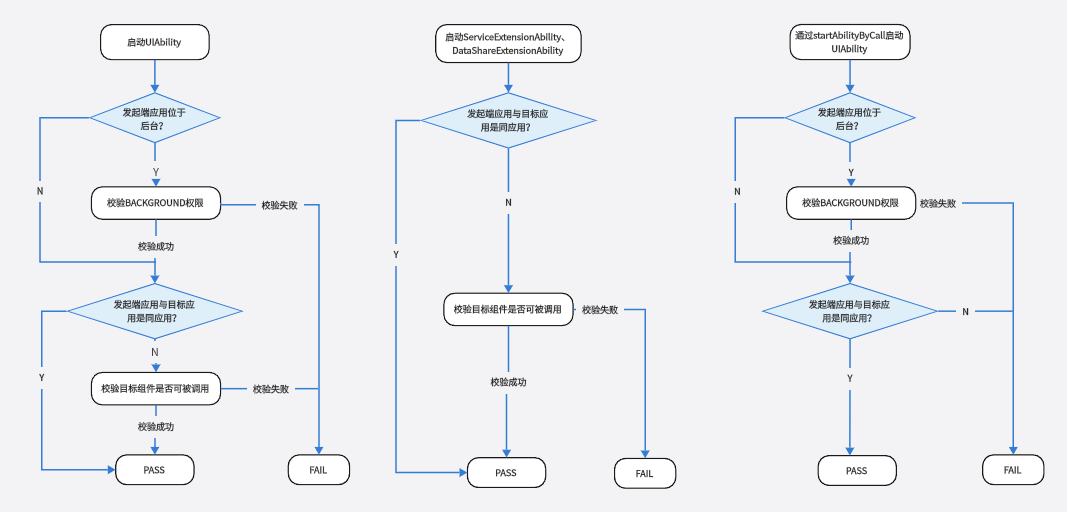 启动UIAbility
发起端应用位于
后台?
Y
N
校验BACKGROUND权限
校验失败
校验成功
发起端应用与目标应
用是同应用?
N
Y
校验目标组件是否可被调用
校验失败
校验成功
PASS
FAIL
启动ServiceExtensionAbility、
DataShareExtensionAbility
发起端应用与目标应
用是同应用?
N
Y
校验目标组件是否可被调用
校验失败
校验成功
PASS
FAIL
通过startAbilityByCall启动
UIAbility
发起端应用位于
后台?
Y
N
校验BACKGROUND权限
校验失败
校验成功
发起端应用与目标应
用是同应用?
N
Y
PASS
FAIL